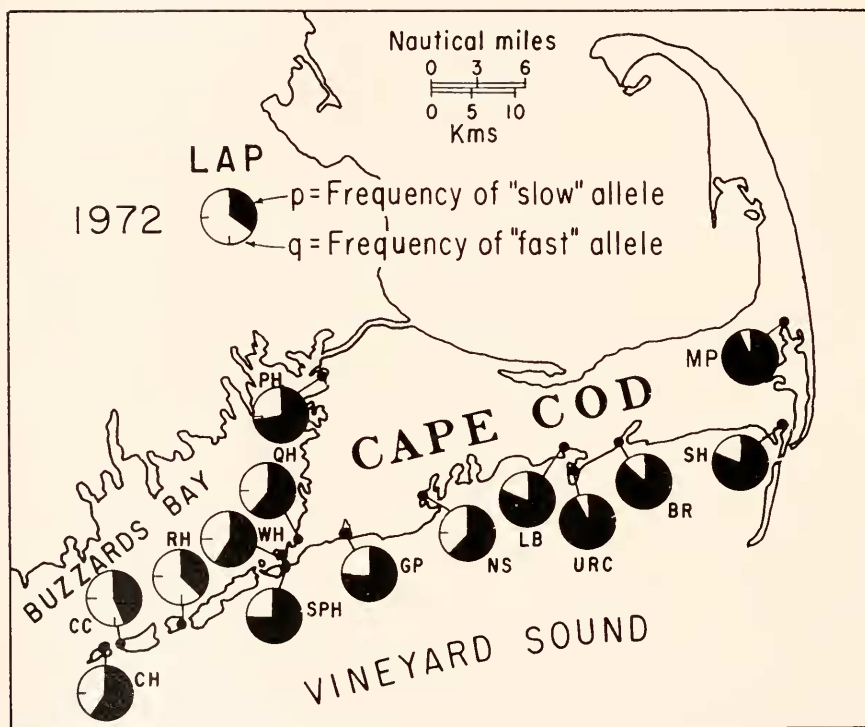 Nautical miles
0 3 6
0 5 10
Kms
LAP
1972
p = Frequency of "slow" allele
q = Frequency of "fast" allele
MP
PH
CAPE COD
QH
SH
BUZZARDS BAY
RH
WH
LB
BR
CC
GP
NS
URC
SPH
CH
VINEYARD SOUND